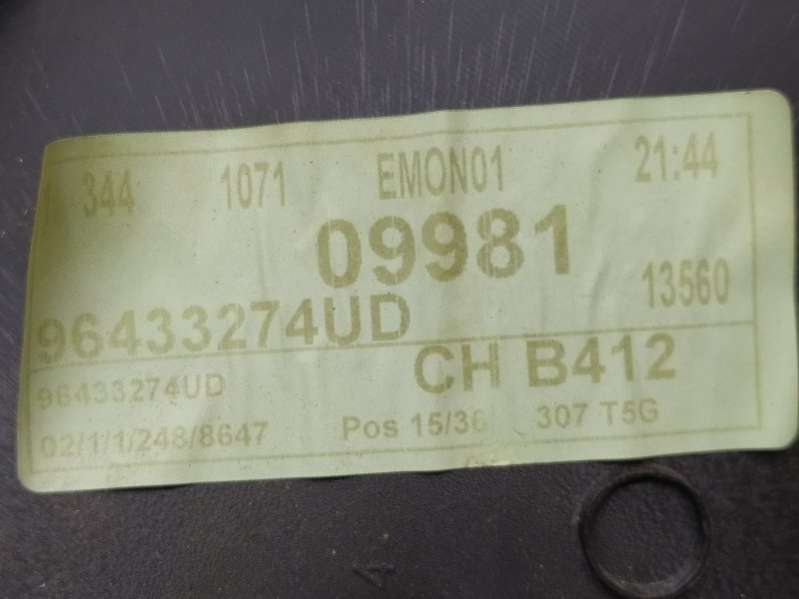 344 1071 EMON01 21:44
09981
96433274UD 13560
96433274UD CH B412
02/1/1/248/8647 Pos 15/36 307 T5G
4